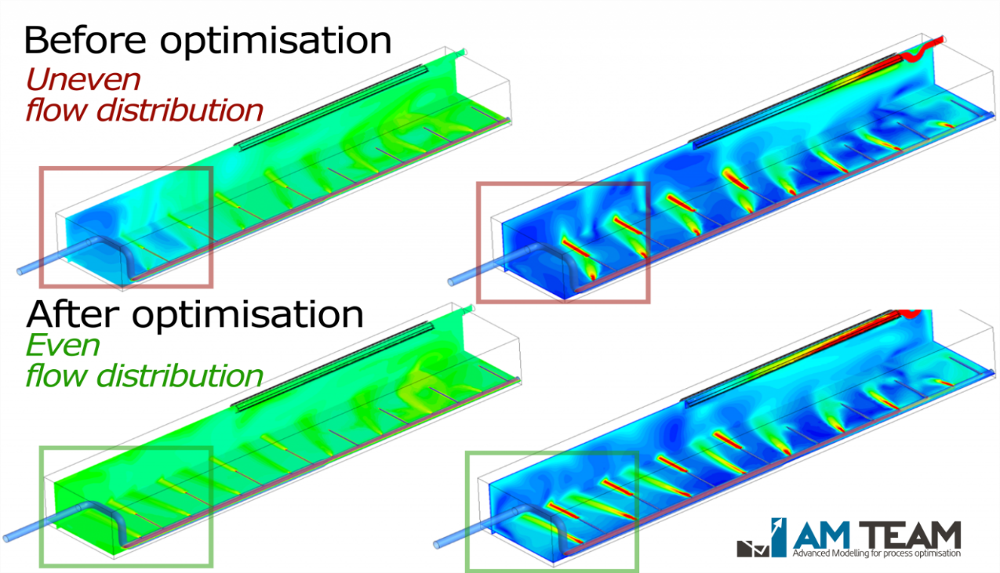 Before optimisation
Uneven
flow distribution
After optimisation
Even
flow distribution
AM TEAM
Advanced Modelling for process optimisation